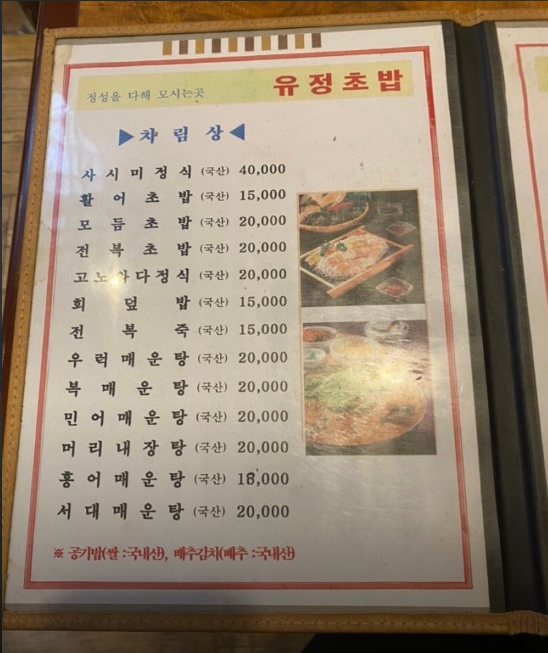 유정초밥
정성을 다해 모시는곳
▶차림상◀
사시미정식 (국산) 40,000
활어초밥 (국산) 15,000
모듬초밥 (국산) 20,000
전복초밥 (국산) 20,000
고노와다정식 (국산) 20,000
회덮밥 (국산) 15,000
전복죽 (국산) 15,000
우럭매운탕 (국산) 20,000
복매운탕 (국산) 20,000
민어매운탕 (국산) 20,000
머리내장탕 (국산) 20,000
홍어매운탕 (국산) 18,000
서대매운탕 (국산) 20,000
※ 공기밥(쌀:국내산), 배추김치(배추:국내산)